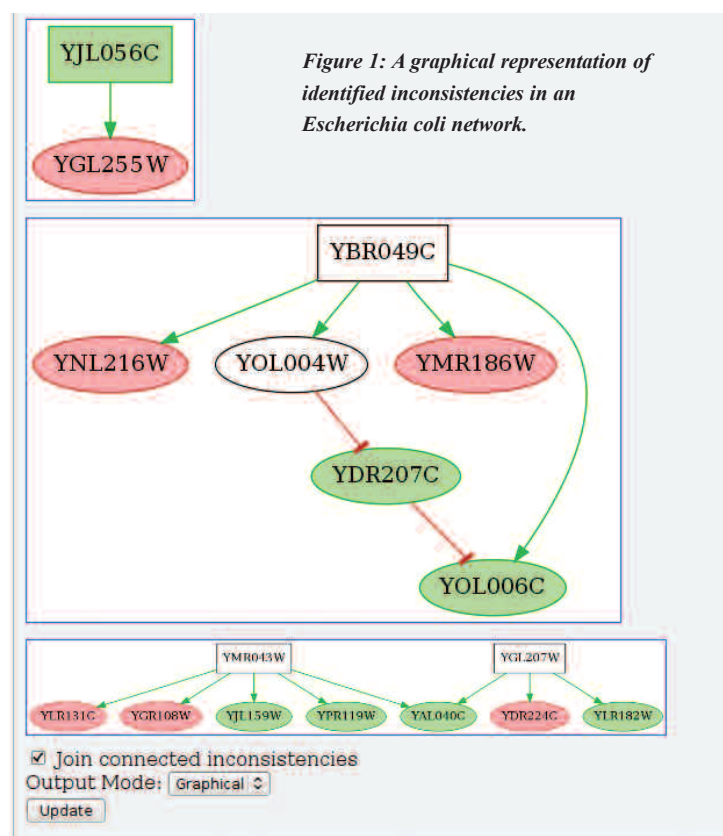 YJL056C
Figure 1: A graphical representation of
identified inconsistencies in an
Escherichia coli network.
YGL255W
YBR049C
YNL216W
YOL004W
YMR186W
YDR207C
YOL006C
YMR043W
YGL207W
YLR131C
YGR108W
YJL159W
YPR119W
YAL040C
YDR224C
YLR182W
Join connected inconsistencies
Output Mode: Graphical
Update